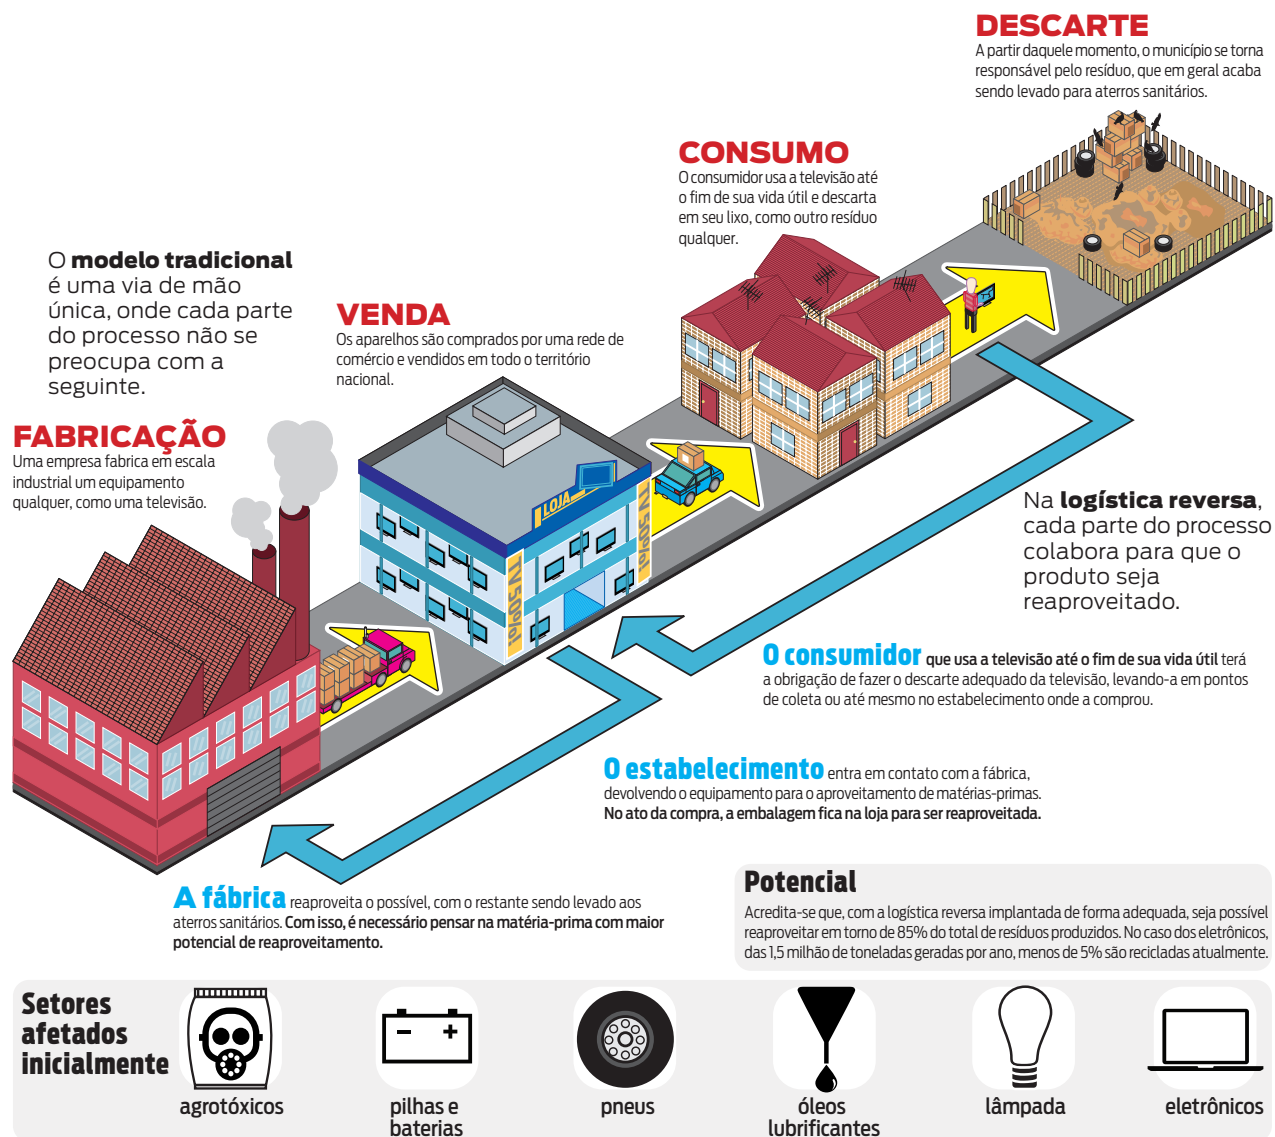 DESCARTE
A partir daquele momento, o município se torna
responsável pelo resíduo, que em geral acaba
sendo levado para aterros sanitários.
CONSUMO
O consumidor usa a televisão até
o fim de sua vida útil e descarta
em seu lixo, como outro resíduo
qualquer.
O modelo tradicional
é uma via de mão
única, onde cada parte
do processo não se
preocupa com a
seguinte.
VENDA
Os aparelhos são comprados por uma rede de
comércio e vendidos em todo o território
nacional.
FABRICAÇÃO
Uma empresa fabrica em escala
industrial um equipamento
qualquer, como uma televisão.
LOJA
TV 50%!
TV 50%!
Na logística reversa,
cada parte do processo
colabora para que o
produto seja
reaproveitado.
O consumidor que usa a televisão até o fim de sua vida útil terá
a obrigação de fazer o descarte adequado da televisão, levando-a em pontos
de coleta ou até mesmo no estabelecimento onde a comprou.
O estabelecimento entra em contato com a fábrica,
devolvendo o equipamento para o aproveitamento de matérias-primas.
No ato da compra, a embalagem fica na loja para ser reaproveitada.
A fábrica reaproveita o possível, com o restante sendo levado aos
aterros sanitários. Com isso, é necessário pensar na matéria-prima com maior
potencial de reaproveitamento.
Potencial
Acredita-se que, com a logística reversa implantada de forma adequada, seja possível
reaproveitar em torno de 85% do total de resíduos produzidos. No caso dos eletrônicos,
das 1,5 milhão de toneladas geradas por ano, menos de 5% são recicladas atualmente.
Setores
afetados
inicialmente
agrotóxicos
pilhas e
baterias
pneus
óleos
lubrificantes
lâmpada
eletrônicos